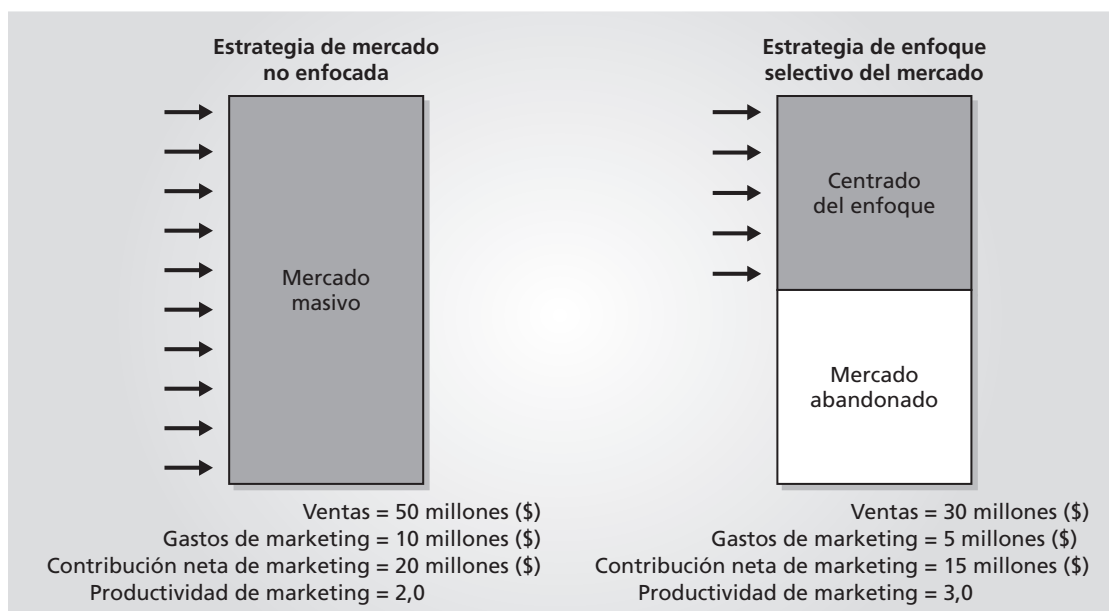 Estrategia de mercado
no enfocada
Mercado
masivo
Ventas = 50 millones ($)
Gastos de marketing = 10 millones ($)
Contribución neta de marketing = 20 millones ($)
Productividad de marketing = 2,0
Estrategia de enfoque
selectivo del mercado
Centrado
del enfoque
Mercado
abandonado
Ventas = 30 millones ($)
Gastos de marketing = 5 millones ($)
Contribución neta de marketing = 15 millones ($)
Productividad de marketing = 3,0